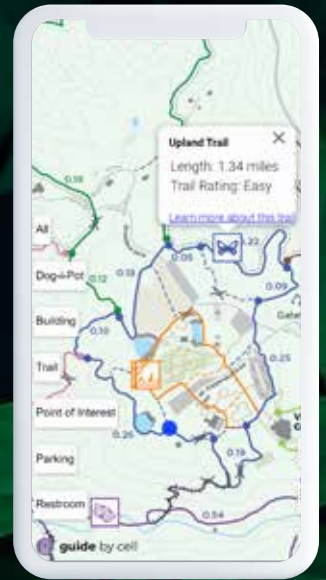 Upland Trail
Length: 1.34 miles
Trail Rating: Easy
Learn more about this trail
0.18
.22
0.05
All
Dog-i-Pot
0.12
0.19
0.09
Building
0.10
0.25
Trail
Point of Interest
0.26
Parking
0.19
Restroom
0.54
guide by cell